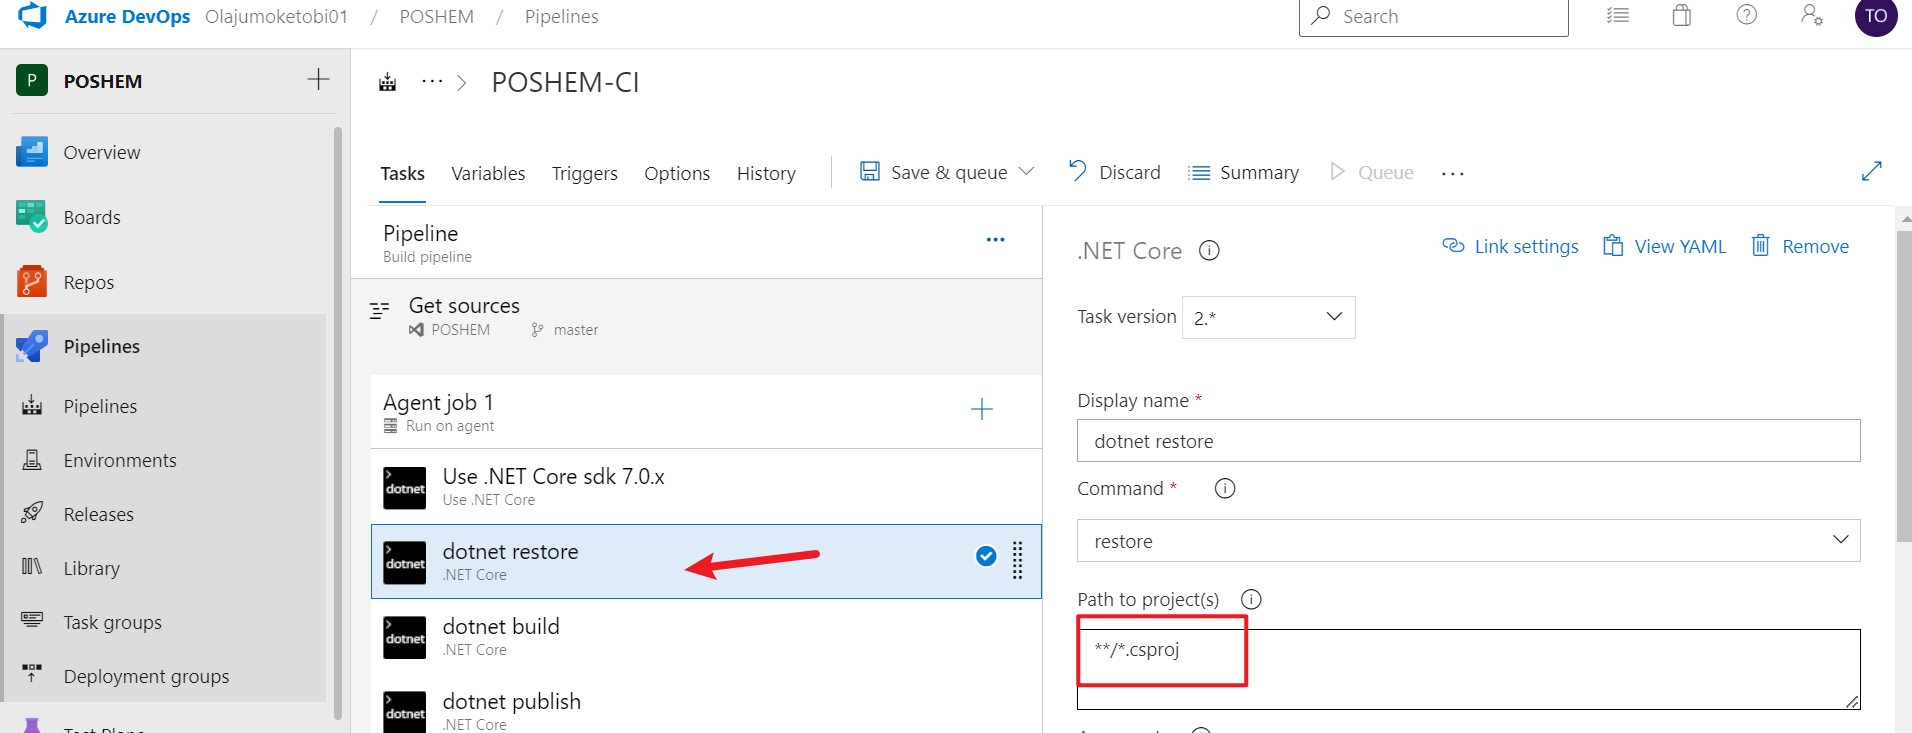 Azure DevOps Olajumoketobi01 / POSHEM / Pipelines
Search
TO
P POSHEM
Overview
Boards
Repos
Pipelines
Pipelines
Environments
Releases
Library
Task groups
Deployment groups
··· > POSHEM-CI
Tasks Variables Triggers Options History Save & queue Discard Summary Queue ...
Pipeline
Build pipeline
...
Get sources
POSHEM master
Agent job 1
Run on agent
dotnet
Use .NET Core sdk 7.0.x
Use .NET Core
dotnet
dotnet restore
.NET Core
dotnet
dotnet build
.NET Core
dotnet
dotnet publish
.NET Core
.NET Core
Link settings View YAML Remove
Task version 2.*
Display name *
dotnet restore
Command *
restore
Path to project(s)
**/*.csproj